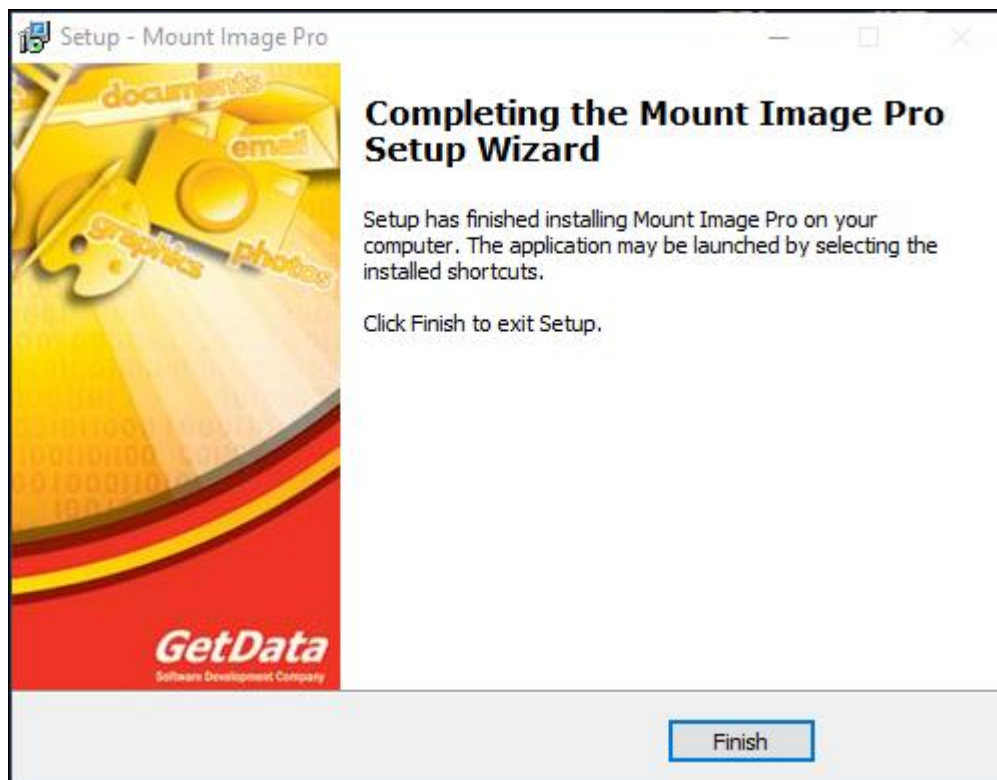 Setup - Mount Image Pro
documents
email
graphics
photos
Completing the Mount Image Pro
Setup Wizard
Setup has finished installing Mount Image Pro on your
computer. The application may be launched by selecting the
installed shortcuts.
Click Finish to exit Setup.
GetData
Software Development Company
Finish